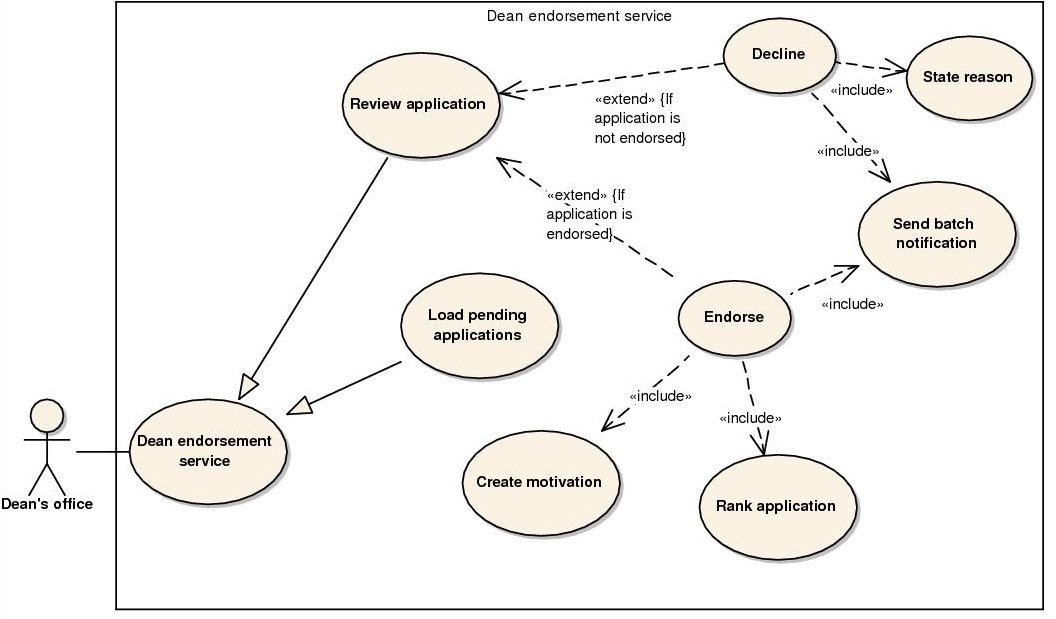 Dean endorsement service
Decline
State reason
«include»
Review application
«extend» {If
application is
not endorsed}
«include»
«extend» {If
application is
endorsed}
Send batch
notification
«include»
Load pending
applications
Endorse
«include»
«include»
Dean endorsement
service
Create motivation
Rank application
Dean's office